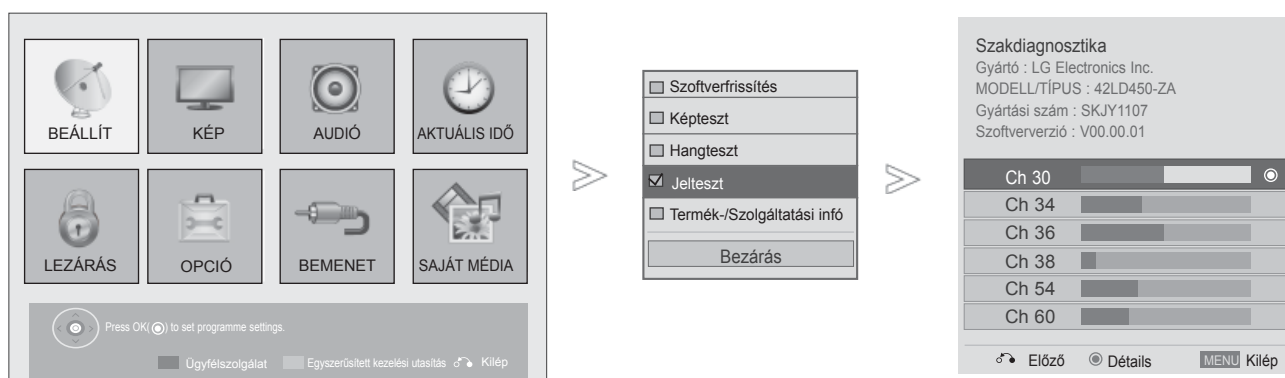 BEÁLLÍT
KÉP
AUDIÓ
AKTUÁLIS IDŐ
LEZÁRÁS
OPCIÓ
BEMENET
SAJÁT MÉDIA
Press OK(◉) to set programme settings.
Ügyfélszolgálat Egyszerűsített kezelési utasítás Kilép
Szoftverfrissítés
Képteszt
Hangteszt
Jelteszt
Termék-/Szolgáltatási infó
Bezárás
Szakdiagnosztika
Gyártó : LG Electronics Inc.
MODELL/TÍPUS : 42LD450-ZA
Gyártási szám : SKJY1107
Szoftververzió : V00.00.01
Ch 30
Ch 34
Ch 36
Ch 38
Ch 54
Ch 60
Előző ◉ Détails MENU Kilép